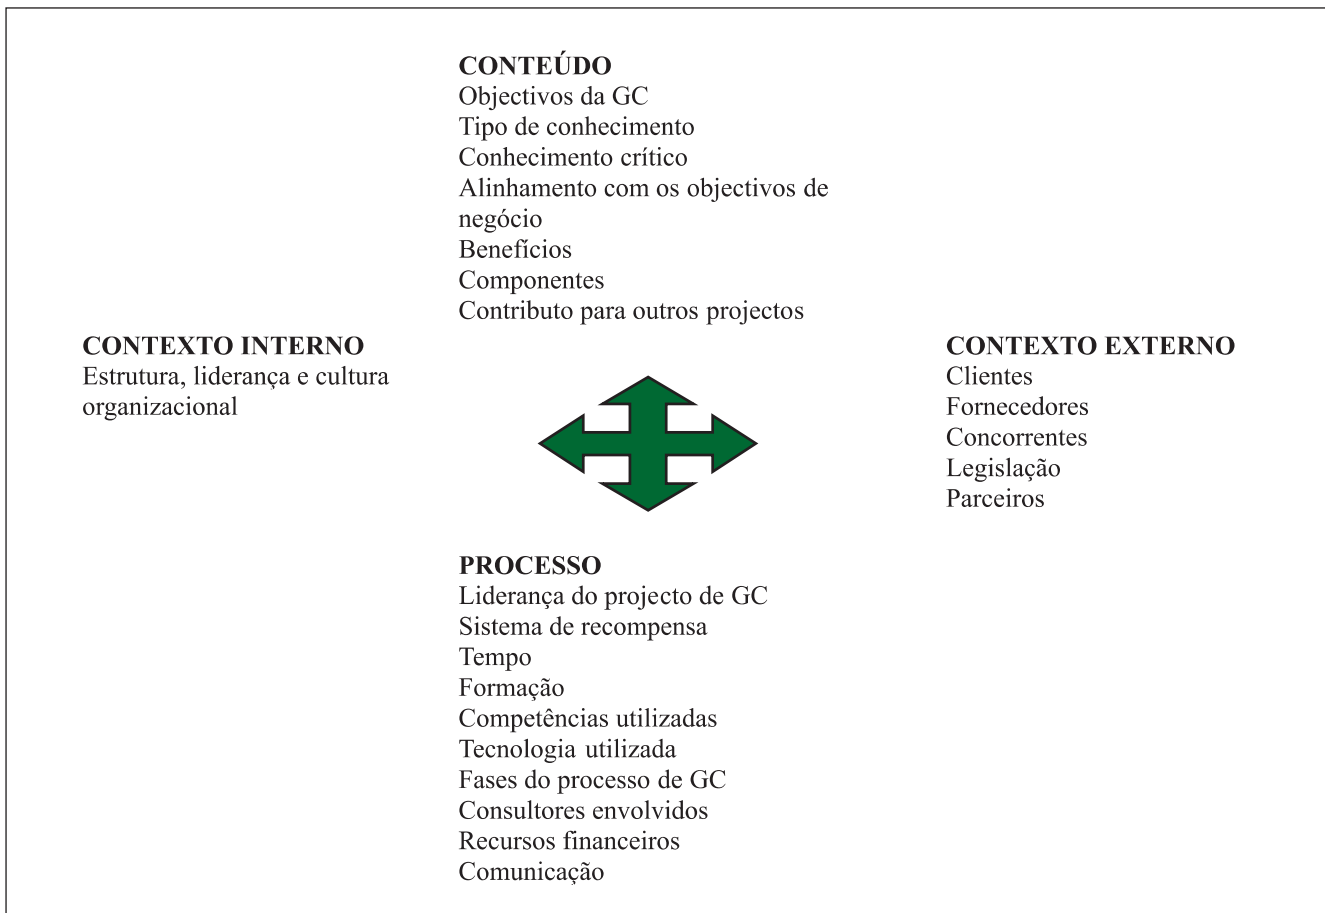 CONTEÚDO
Objectivos da GC
Tipo de conhecimento
Conhecimento crítico
Alinhamento com os objectivos de
negócio
Benefícios
Componentes
Contributo para outros projectos
CONTEXTO INTERNO
Estrutura, liderança e cultura
organizacional
CONTEXTO EXTERNO
Clientes
Fornecedores
Concorrentes
Legislação
Parceiros
PROCESSO
Liderança do projecto de GC
Sistema de recompensa
Tempo
Formação
Competências utilizadas
Tecnologia utilizada
Fases do processo de GC
Consultores envolvidos
Recursos financeiros
Comunicação